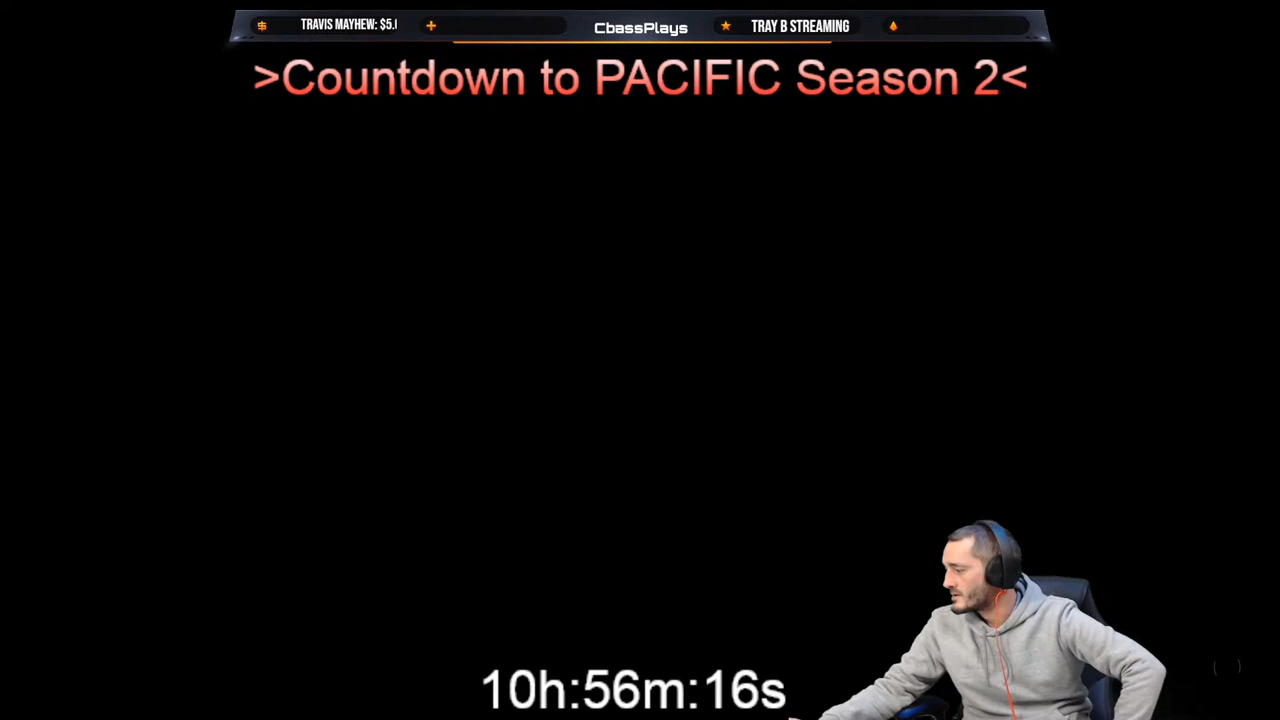 TRAVIS MAYHEW: $5.
CbassPlays
TRAY B STREAMING
>Countdown to PACIFIC Season 2<
10h:56m:16s